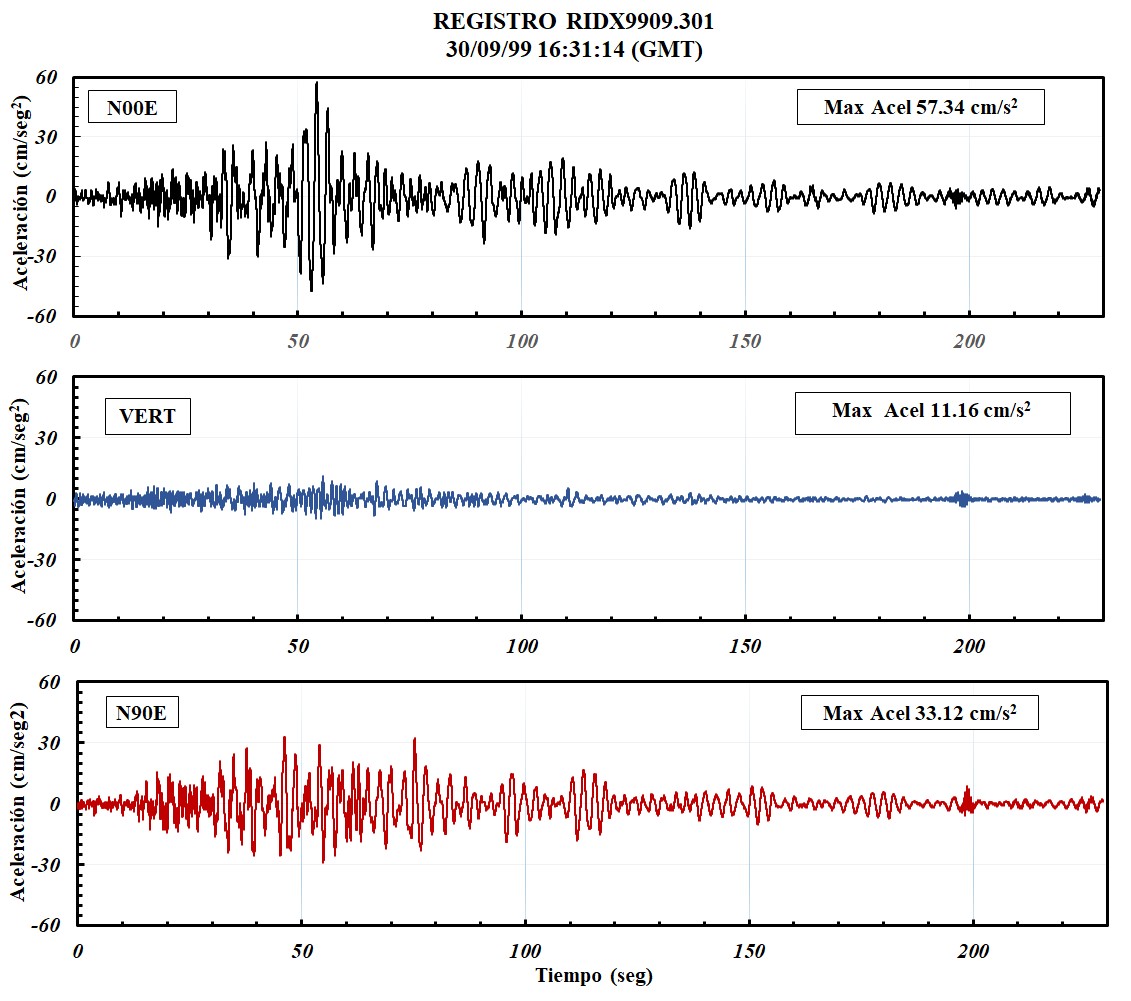 REGISTRO RIDX9909.301
30/09/99 16:31:14 (GMT)
Aceleración (cm/seg²)
60
30
0
-30
-60
N00E
Max Acel 57.34 cm/s²
0 50 100 150 200
Aceleración (cm/seg²)
60
30
0
-30
-60
VERT
Max Acel 11.16 cm/s²
0 50 100 150 200
Aceleración (cm/seg2)
60
30
0
-30
-60
N90E
Max Acel 33.12 cm/s²
0 50 100 150 200
Tiempo (seg)